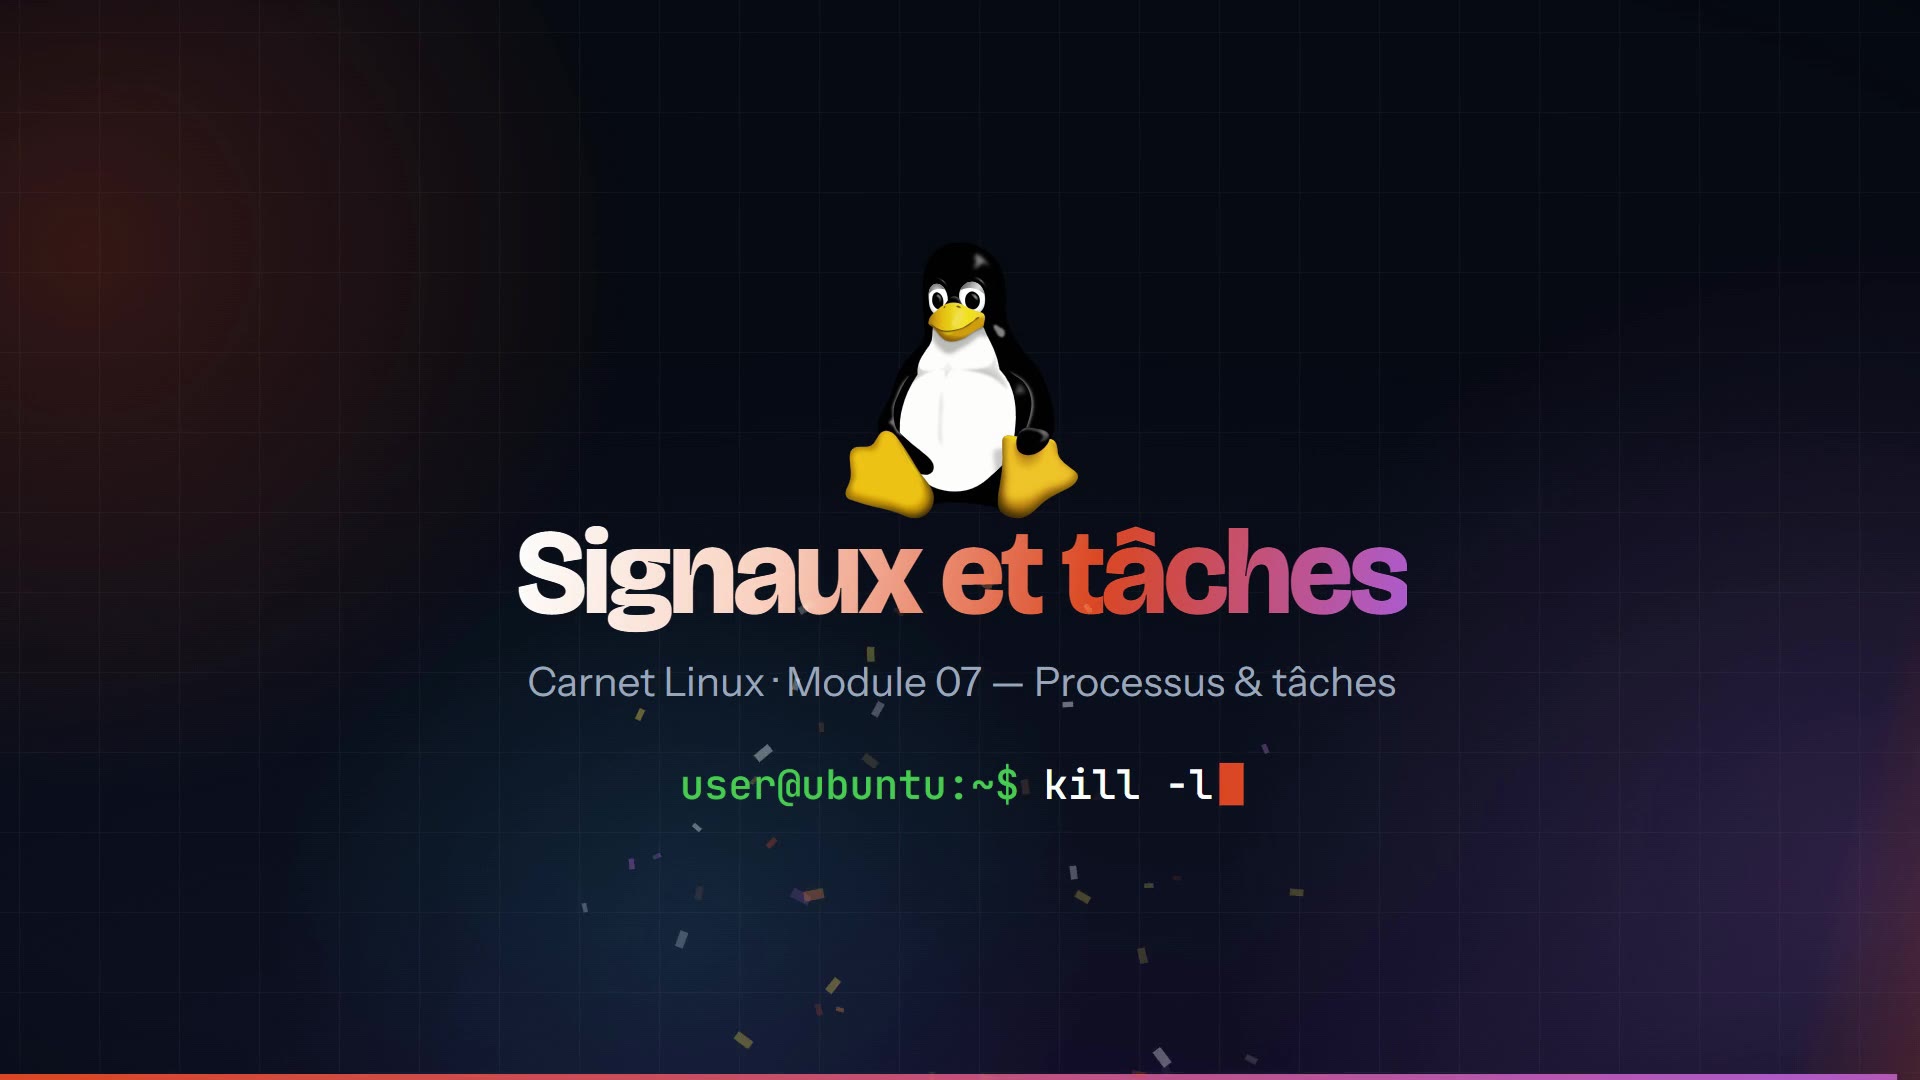 Signaux et tâches
Carnet Linux · Module 07 — Processus & tâches
user@ubuntu:~$ kill -l